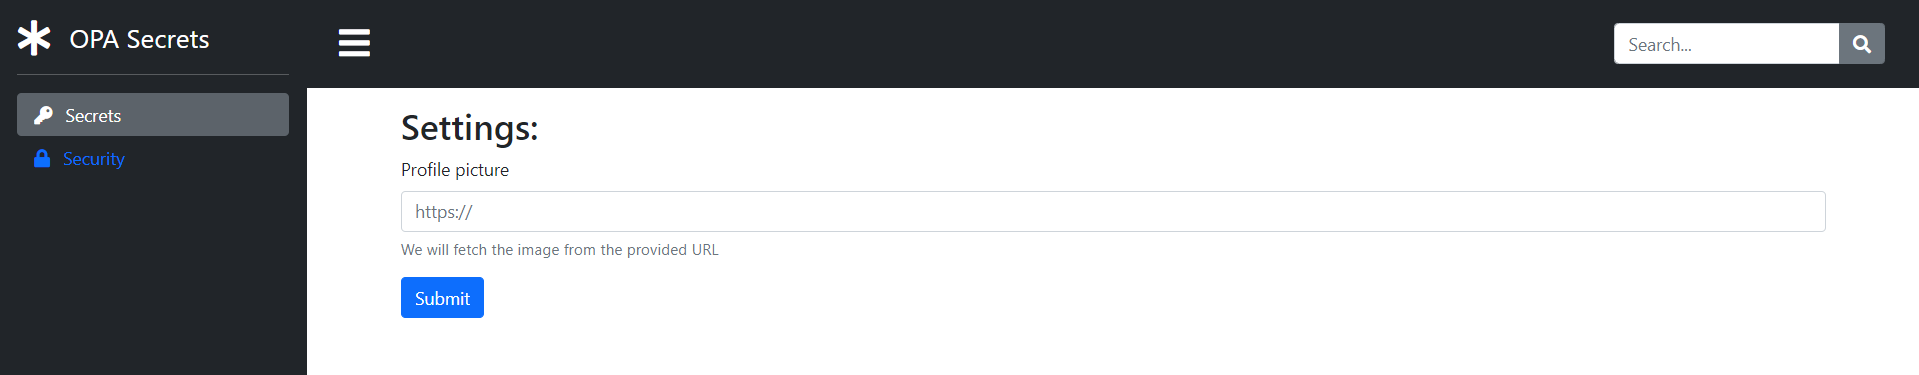 OPA Secrets
Search...
Secrets
Security
Settings:
Profile picture
https://
We will fetch the image from the provided URL
Submit